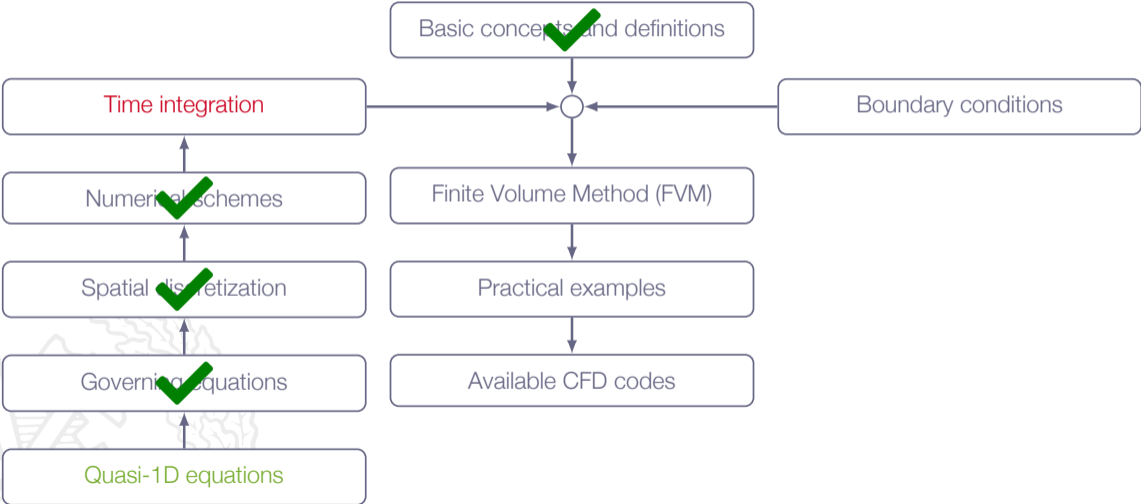 Basic concepts and definitions
Time integration
Boundary conditions
Numerical schemes
Finite Volume Method (FVM)
Spatial discretization
Practical examples
Governing equations
Available CFD codes
Quasi-1D equations